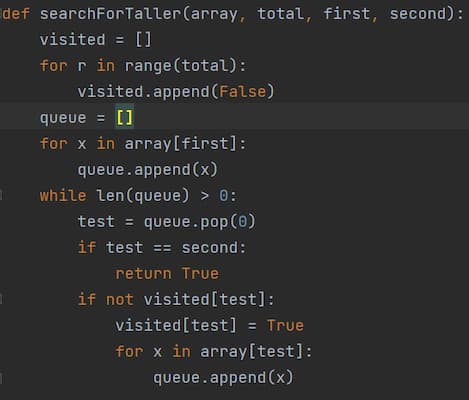 def searchForTaller(array, total, first, second):
    visited = []
    for r in range(total):
        visited.append(False)
    queue = []
    for x in array[first]:
        queue.append(x)
    while len(queue) > 0:
        test = queue.pop(0)
        if test == second:
            return True
        if not visited[test]:
            visited[test] = True
            for x in array[test]:
                queue.append(x)